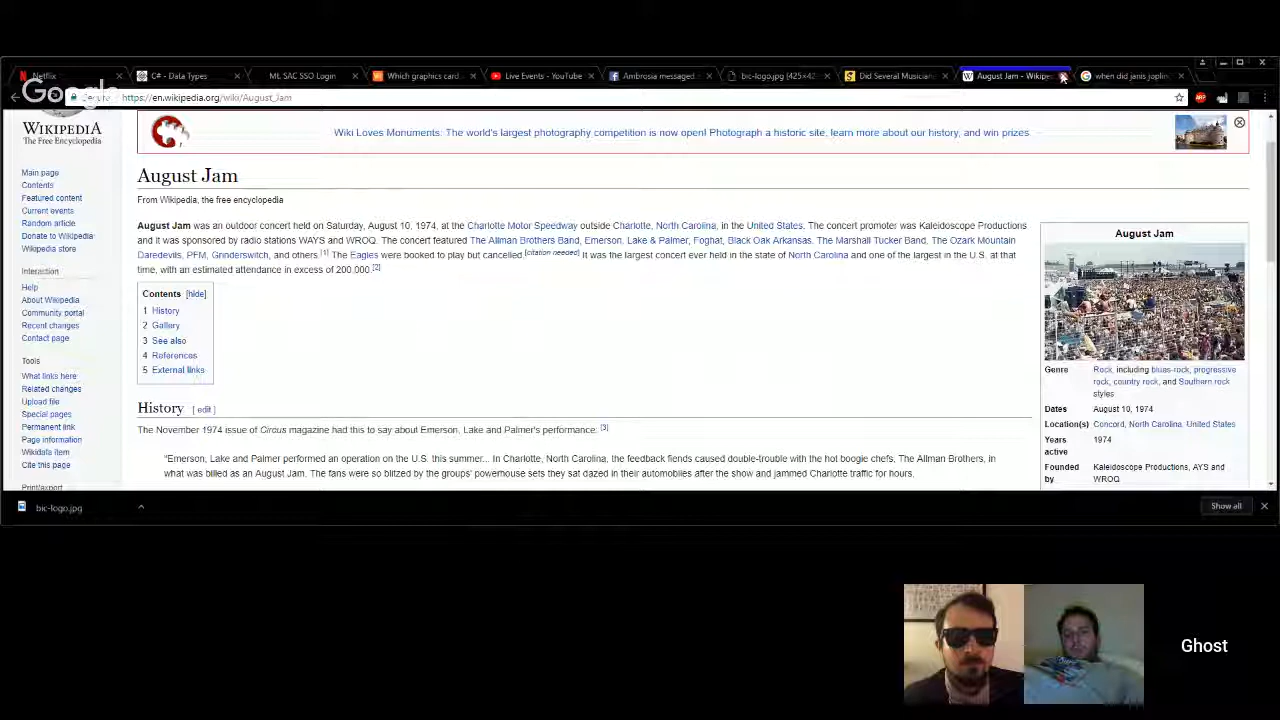 Netflix
C# - Data Types
Mt. SAC SSO Login
Which graphics card
Live Events - YouTube
Ambrosia messaged
bic-logo.jpg (425×42
Did Several Musician
August Jam - Wikipe
when did janis joplin
Google
Secure
https://en.wikipedia.org/wiki/August_Jam
WIKIPEDIA
The Free Encyclopedia
Main page
Contents
Featured content
Current events
Random article
Donate to Wikipedia
Wikipedia store
Interaction
Help
About Wikipedia
Community portal
Recent changes
Contact page
Tools
What links here
Related changes
Upload file
Special pages
Permanent link
Page information
Wikidata item
Cite this page
Print/export
Wiki Loves Monuments: The world's largest photography competition is now open! Photograph a historic site, learn more about our history, and win prizes.
August Jam
From Wikipedia, the free encyclopedia
August Jam was an outdoor concert held on Saturday, August 10, 1974, at the Charlotte Motor Speedway outside Charlotte, North Carolina, in the United States. The concert promoter was Kaleidoscope Productions
and it was sponsored by radio stations WAYS and WROQ. The concert featured The Allman Brothers Band, Emerson, Lake & Palmer, Foghat, Black Oak Arkansas, The Marshall Tucker Band, The Ozark Mountain
Daredevils, PFM, Grinderswitch, and others.[1] The Eagles were booked to play but cancelled.[citation needed] It was the largest concert ever held in the state of North Carolina and one of the largest in the U.S. at that
time, with an estimated attendance in excess of 200,000.[2]
Contents [hide]
1 History
2 Gallery
3 See also
4 References
5 External links
History [ edit ]
The November 1974 issue of Circus magazine had this to say about Emerson, Lake and Palmer's performance: [3]
"Emerson, Lake and Palmer performed an operation on the U.S. this summer... In Charlotte, North Carolina, the feedback fiends caused double-trouble with the hot boogie chefs, The Allman Brothers, in
what was billed as an August Jam. The fans were so blitzed by the groups' powerhouse sets they sat dazed in their automobiles after the show and jammed Charlotte traffic for hours.
August Jam
Genre Rock, including blues-rock, progressive
rock, country rock, and Southern rock
styles
Dates August 10, 1974
Location(s) Concord, North Carolina, United States
Years 1974
active
Founded Kaleidoscope Productions, AYS and
by WROQ
bic-logo.jpg
Show all
Ghost